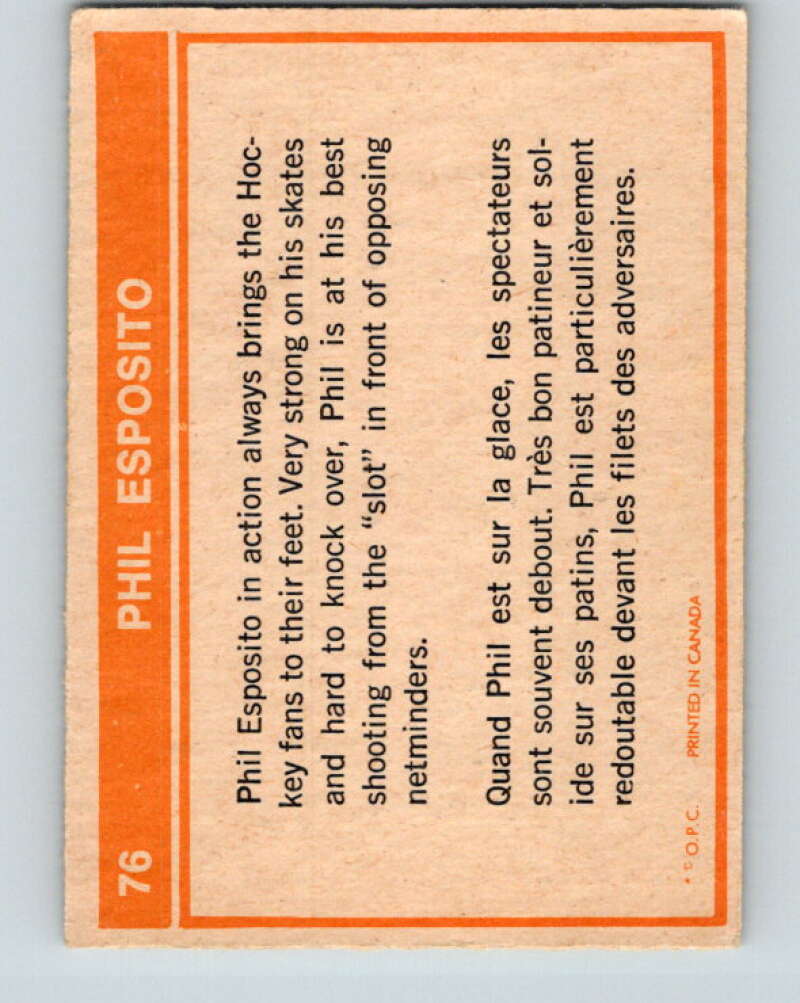 76 PHIL ESPOSITO
Phil Esposito in action always brings the Hoc-
key fans to their feet. Very strong on his skates
and hard to knock over, Phil is at his best
shooting from the “slot” in front of opposing
netminders.
Quand Phil est sur la glace, les spectateurs
sont souvent debout. Très bon patineur et sol-
ide sur ses patins, Phil est particulièrement
redoutable devant les filets des adversaires.
* © O.P.C. PRINTED IN CANADA